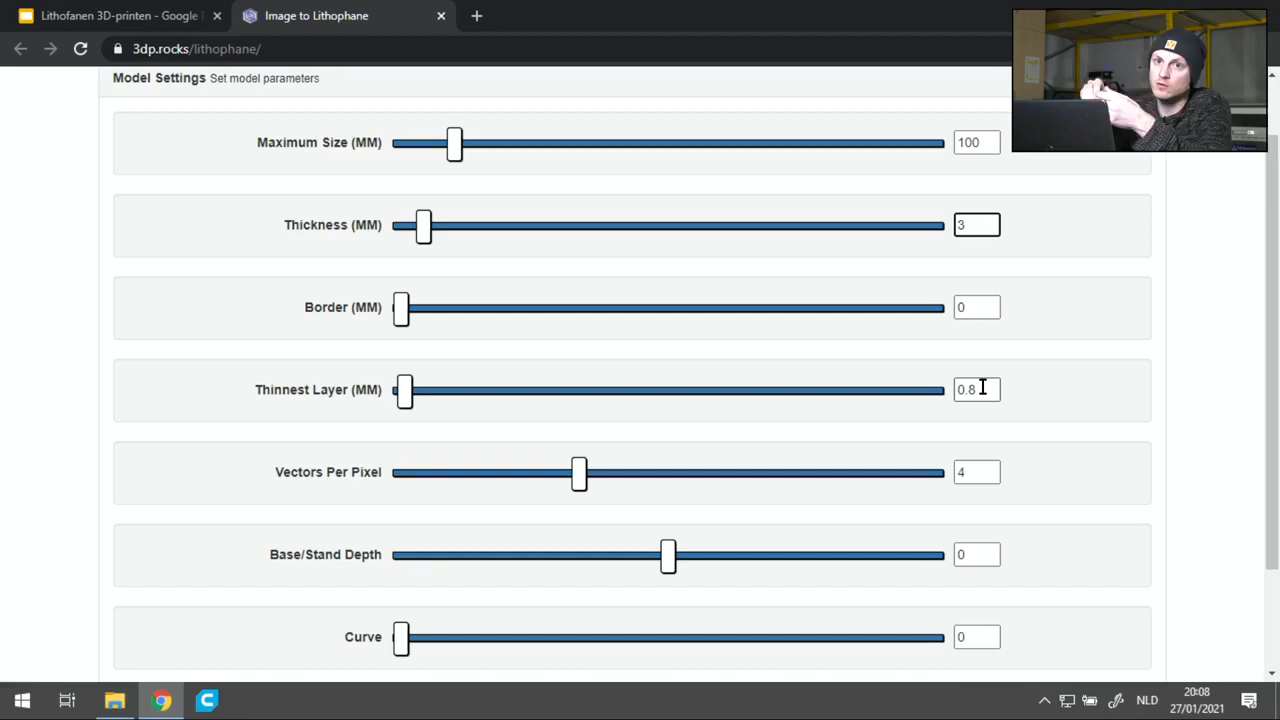 Lithofanen 3D-printen - Google
Image to Lithophane
3dp.rocks/lithophane/
Model Settings Set model parameters
Maximum Size (MM) 100
Thickness (MM) 3
Border (MM) 0
Thinnest Layer (MM) 0.8
Vectors Per Pixel 4
Base/Stand Depth 0
Curve 0
NLD
20:08
27/01/2021